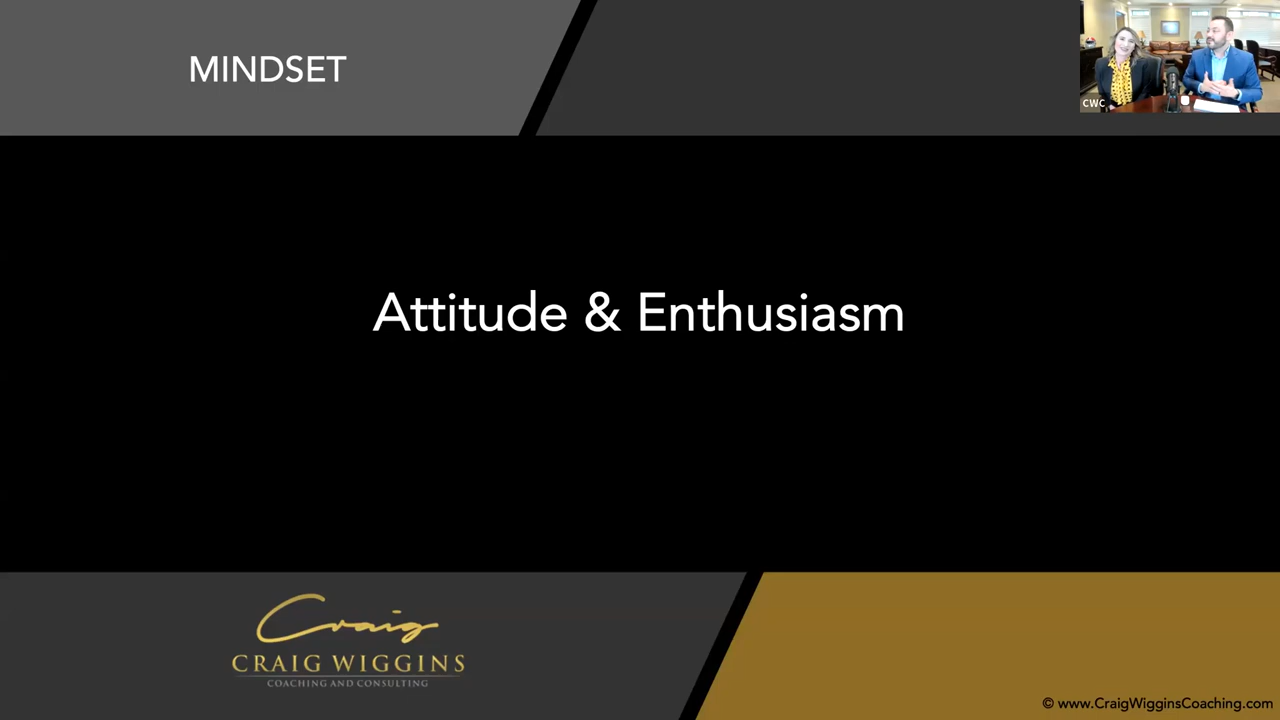 MINDSET
CWC
Attitude & Enthusiasm
Craig
CRAIG WIGGINS
COACHING AND CONSULTING
© www.CraigWigginsCoaching.com